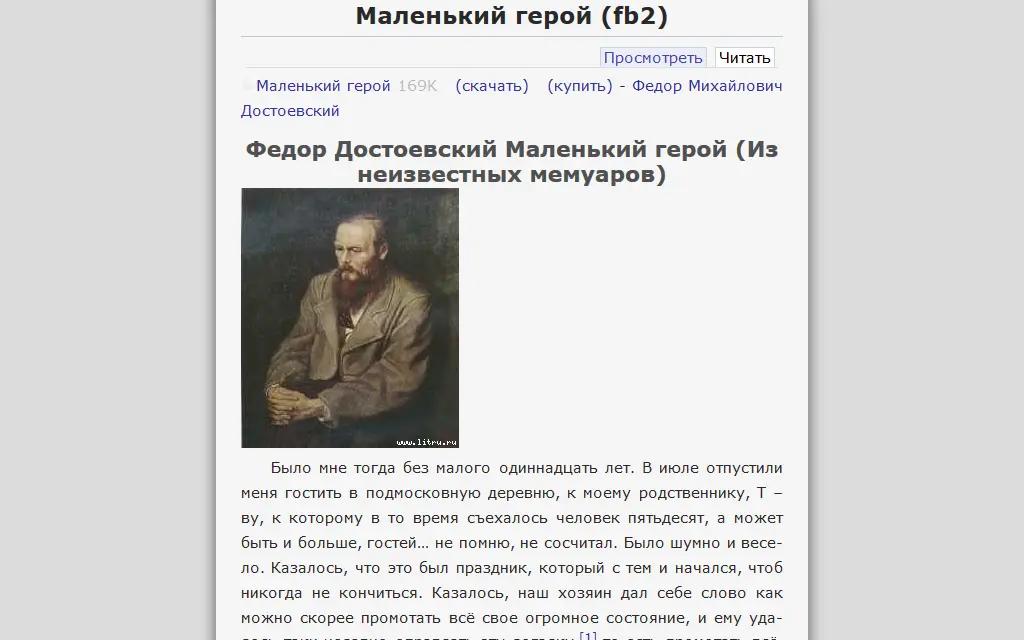 Маленький герой (fb2)
Просмотреть
Читать
Маленький герой 169K (скачать) (купить) - Федор Михайлович
Достоевский
Федор Достоевский Маленький герой (Из
неизвестных мемуаров)
www.litru.ru
Было мне тогда без малого одиннадцать лет. В июле отпустили
меня гостить в подмосковную деревню, к моему родственнику, Т –
ву, к которому в то время съехалось человек пятьдесят, а может
быть и больше, гостей… не помню, не сосчитал. Было шумно и весе-
ло. Казалось, что это был праздник, который с тем и начался, чтоб
никогда не кончиться. Казалось, наш хозяин дал себе слово как
можно скорее промотать всё свое огромное состояние, и ему уда-